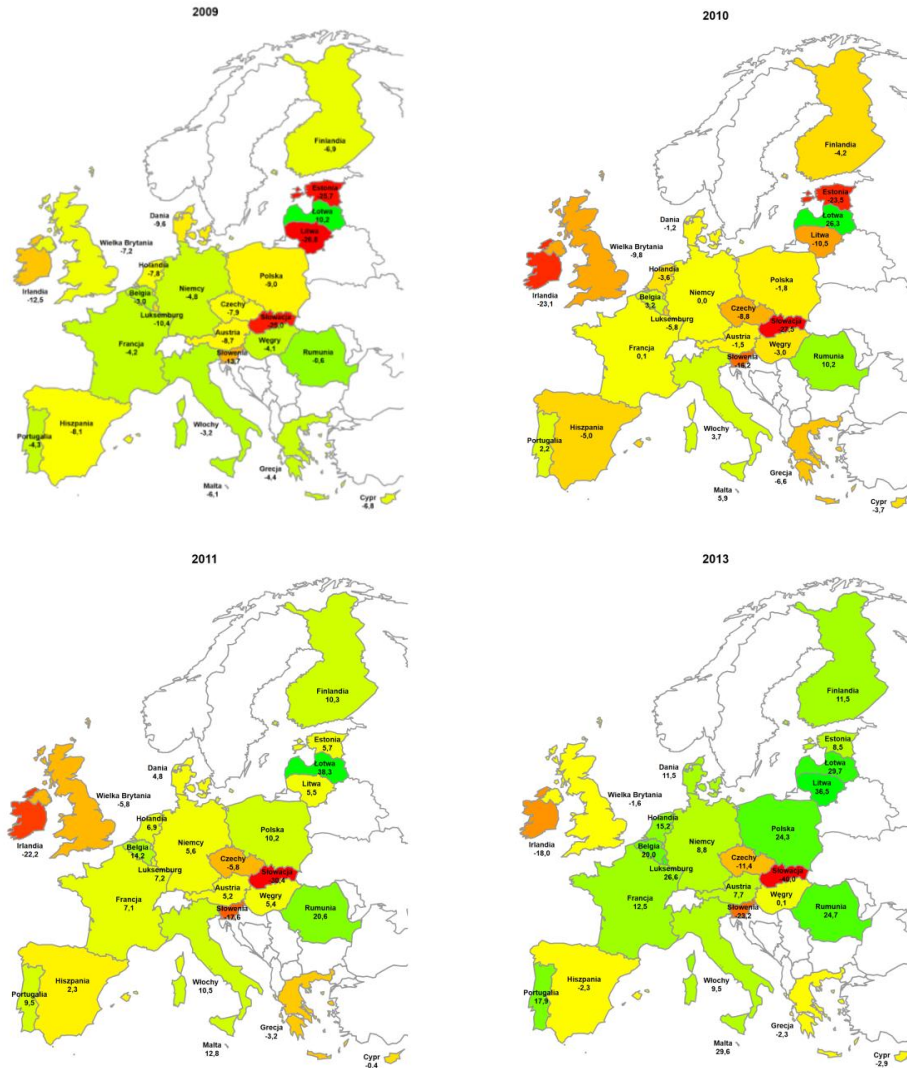 2009
Finlandia
-6,9
Estonia
Łotwa
10,2
Litwa
Dania
-9,6
Wielka Brytania
-7,2
Irlandia
-12,5
Holandia
-7,8
Belgia
-3,0
Niemcy
-4,8
Polska
-9,0
Luksemburg
-10,4
Czechy
-7,9
Słowacja
Francja
-4,2
Austria
-8,7
Węgry
-4,1
Słowenia
-13,7
Rumunia
-0,6
Portugalia
-4,3
Hiszpania
-8,1
Włochy
-3,2
Grecja
-4,4
Malta
-6,1
Cypr
-6,8
2010
Finlandia
-4,2
Estonia
-23,5
Łotwa
26,3
Litwa
-10,5
Dania
-1,2
Wielka Brytania
-9,8
Irlandia
-23,1
Holandia
-3,6
Belgia
3,2
Niemcy
0,0
Polska
-1,8
Luksemburg
-5,8
Czechy
-8,8
Słowacja
Francja
0,1
Austria
-1,5
Węgry
-3,0
Słowenia
-16,2
Rumunia
10,2
Portugalia
2,2
Hiszpania
-5,0
Włochy
3,7
Grecja
-6,6
Malta
5,9
Cypr
-3,7
2011
Finlandia
10,3
Estonia
5,7
Łotwa
38,3
Litwa
5,5
Dania
4,8
Wielka Brytania
-5,8
Irlandia
-22,2
Holandia
6,9
Belgia
14,2
Niemcy
5,6
Polska
10,2
Luksemburg
7,2
Czechy
-5,8
Słowacja
Francja
7,1
Austria
5,2
Węgry
5,4
Słowenia
-17,6
Rumunia
20,6
Portugalia
9,5
Hiszpania
2,3
Włochy
10,5
Grecja
-3,2
Malta
12,8
Cypr
-0,4
2013
Finlandia
11,5
Estonia
8,5
Łotwa
29,7
Litwa
Dania
11,5
Wielka Brytania
-1,6
Irlandia
-18,0
Holandia
15,2
Belgia
20,0
Niemcy
8,8
Polska
24,3
Luksemburg
26,6
Czechy
-11,4
Słowacja
Francja
12,5
Austria
7,7
Węgry
0,1
Słowenia
-23,2
Rumunia
24,7
Portugalia
17,9
Hiszpania
-2,3
Włochy
9,5
Grecja
-2,3
Malta
29,6
Cypr
-2,9